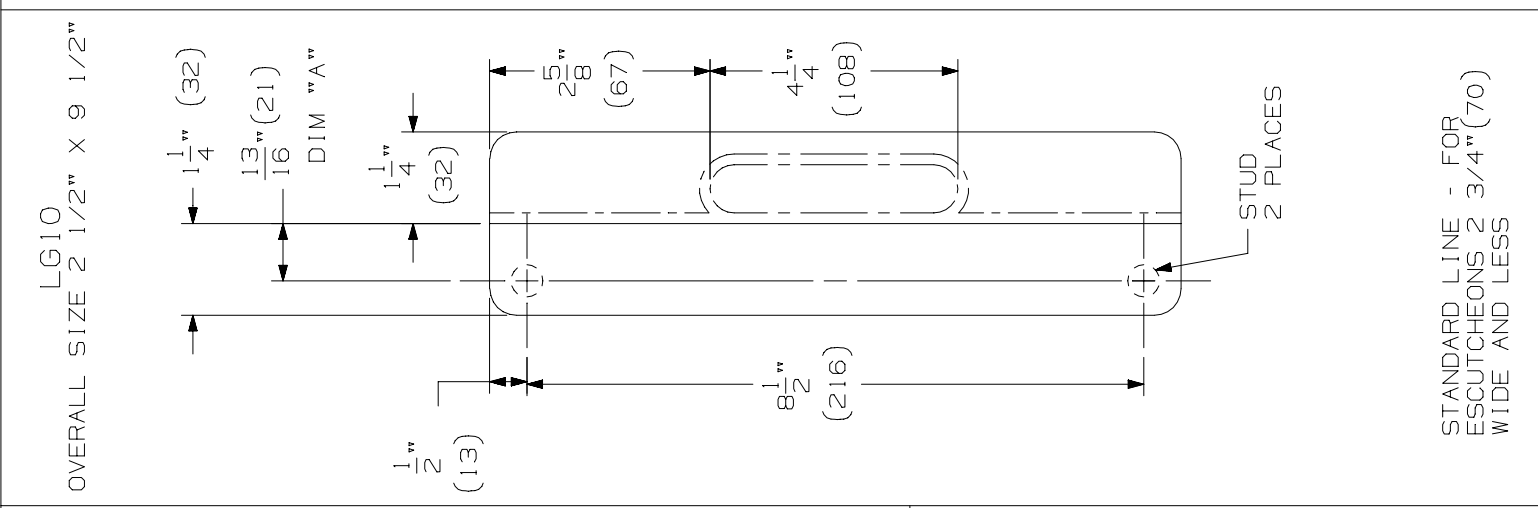 LG10
OVERALL SIZE 2 1/2" X 9 1/2"
1 1/4" (32)
13/16" (21)
DIM "A"
1 1/4"
(32)
1/2"
(13)
2 5/8"
(67)
4 1/4"
(108)
8 1/2"
(216)
STUD
2 PLACES
STANDARD LINE - FOR
ESCUTCHEONS 2 3/4"(70)
WIDE AND LESS